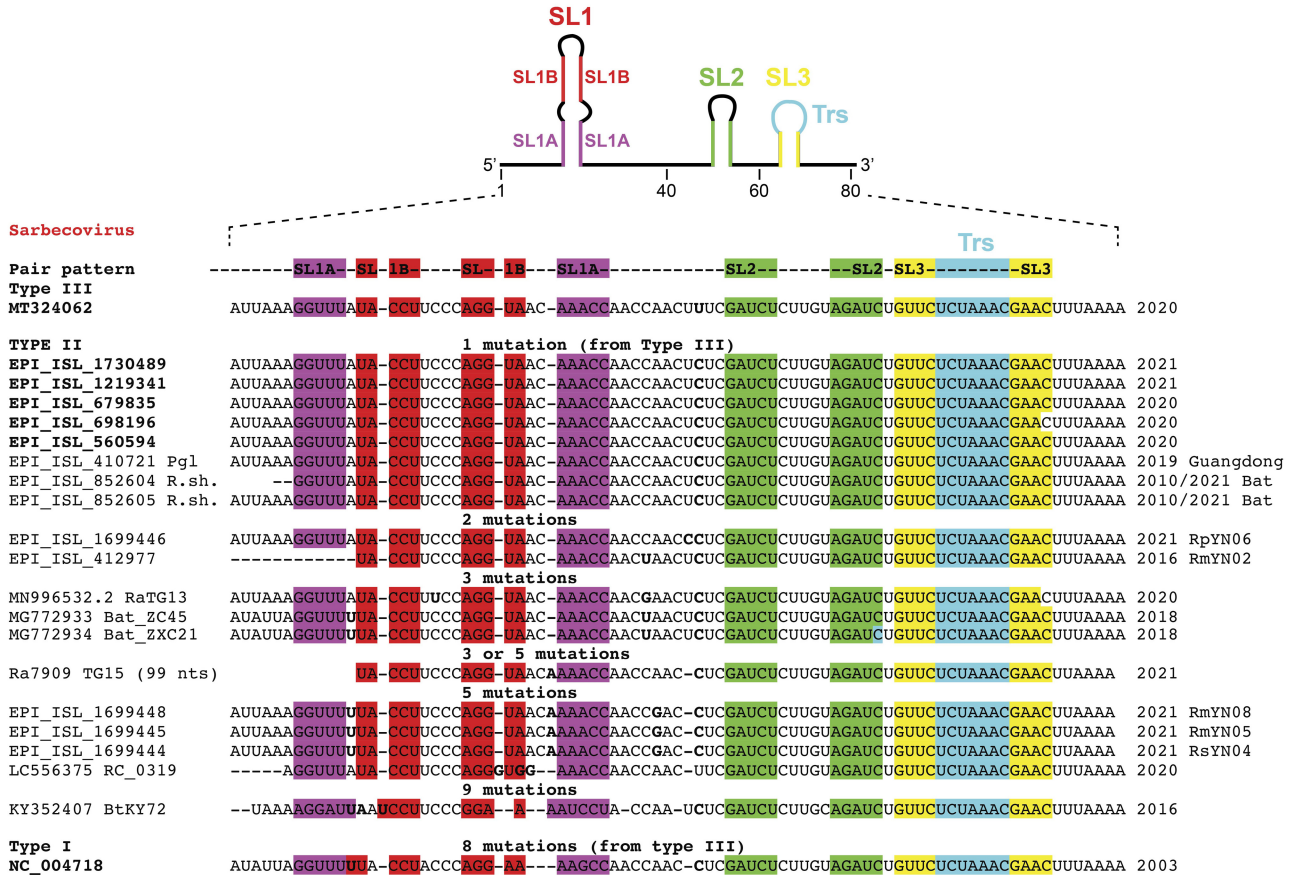 SL1
SL1B SL1B
SL2 SL3
Trs
SL1A SL1A
5’ 3’
1 40 60 80
Sarbecovirus
Trs
Pair pattern --------SL1A--SL-1B----SL--1B---SL1A-----------SL2-------SL2-SL3---------SL3
Type III
MT324062 AUUAAAGGUUUAUA-CCUUCCCAGG-UAAC-AAACCAACCAACUUUCGAUCUCUUGUAGAUCUGUUCUCUAAACGAACUUUAAAA 2020
TYPE II 1 mutation (from Type III)
EPI_ISL_1730489 AUUAAAGGUUUAUA-CCUUCCCAGG-UAAC-AAACCAACCAACUCUCGAUCUCUUGUAGAUCUGUUCUCUAAACGAACUUUAAAA 2021
EPI_ISL_1219341 AUUAAAGGUUUAUA-CCUUCCCAGG-UAAC-AAACCAACCAACUCUCGAUCUCUUGUAGAUCUGUUCUCUAAACGAACUUUAAAA 2021
EPI_ISL_679835 AUUAAAGGUUUAUA-CCUUCCCAGG-UAAC-AAACCAACCAACUCUCGAUCUCUUGUAGAUCUGUUCUCUAAACGAACUUUAAAA 2020
EPI_ISL_698196 AUUAAAGGUUUAUA-CCUUCCCAGG-UAAC-AAACCAACCAACUCUCGAUCUCUUGUAGAUCUGUUCUCUAAACGAACUUUAAAA 2020
EPI_ISL_560594 AUUAAAGGUUUAUA-CCUUCCCAGG-UAAC-AAACCAACCAACUCUCGAUCUCUUGUAGAUCUGUUCUCUAAACGAACUUUAAAA 2020
EPI_ISL_410721 Pgl AUUAAAGGUUUAUA-CCUUCCCAGG-UAAC-AAACCAACCAACUCUCGAUCUCUUGUAGAUCUGUUCUCUAAACGAACUUUAAAA 2019 Guangdong
EPI_ISL_852604 R.sh. --GGUUUAUA-CCUUCCCAGG-UAAC-AAACCAACCAACUCUCGAUCUCUUGUAGAUCUGUUCUCUAAACGAACUUUAAAA 2010/2021 Bat
EPI_ISL_852605 R.sh. AUUAAAGGUUUAUA-CCUUCCCAGG-UAAC-AAACCAACCAACUCUCGAUCUCUUGUAGAUCUGUUCUCUAAACGAACUUUAAAA 2010/2021 Bat
2 mutations
EPI_ISL_1699446 AUUAAAGGUUUAUA-CCUUCCCAGG-UAAC-AAACCAACCAACCCUCGAUCUCUUGUAGAUCUGUUCUCUAAACGAACUUUAAAA 2021 RpYN06
EPI_ISL_412977 ------------UA-CCUUCCCAGG-UAAC-AAACCAACUAACUCUCGAUCUCUUGUAGAUCUGUUCUCUAAACGAACUUUAAAA 2016 RmYN02
3 mutations
MN996532.2 RaTG13 AUUAAAGGUUUAUA-CCUUUCCAGG-UAAC-AAACCAACGAACUCUCGAUCUCUUGUAGAUCUGUUCUCUAAACGAACUUUAAAA 2020
MG772933 Bat_ZC45 AUAUUAGGUUUUUA-CCUUCCCAGG-UAAC-AAACCAACUAACUCUCGAUCUCUUGUAGAUCUGUUCUCUAAACGAACUUUAAAA 2018
MG772934 Bat_ZXC21 AUAUUAGGUUUUUA-CCUUCCCAGG-UAAC-AAACCAACUAACUCUCGAUCUCUUGUAGAUCUGUUCUCUAAACGAACUUUAAAA 2018
3 or 5 mutations
Ra7909 TG15 (99 nts) UA-CCUUCCCAGG-UAACAAAACCAACCAAC-CUCGAUCUCUUGUAGAUCUGUUCUCUAAACGAACUUAAAA 2021
5 mutations
EPI_ISL_1699448 AUUAAAGGUUUUUA-CCUUCCCAGG-UAACAAAACCAACCGAC-CUCGAUCUCUUGUAGAUCUGUUCUCUAAACGAACUUAAAA 2021 RmYN08
EPI_ISL_1699445 AUUAAAGGUUUUUA-CCUUCCCAGG-UAACAAAACCAACCGAC-CUCGAUCUCUUGUAGAUCUGUUCUCUAAACGAACUUAAAA 2021 RmYN05
EPI_ISL_1699444 AUUAAAGGUUUUUA-CCUUCCCAGG-UAACAAAACCAACCGAC-CUCGAUCUCUUGUAGAUCUGUUCUCUAAACGAACUUAAAA 2021 RsYN04
LC556375 RC_0319 -----AGGUUUAUA-CCUUCCCAGGGUGG--AAACCAACCAAC-UUCGAUCUCUUGUAGAUCUGUUCUCUAAACGAACUUUAAAA 2020
9 mutations
KY352407 BtKY72 --UAAAAGGAUUAAUCCUUCCCGGA--A--AAUCCUA-CCAA-UCUCGAUCUCUUGCAGAUCUGUUCUCUAAACGAACUUUAAAA 2016
Type I 8 mutations (from type III)
NC_004718 AUAUUAGGUUUUUUA-CCUACCCAGG-AA---AAGCCAACCAAC-CUCGAUCUCUUGUAGAUCUGUUCUCUAAACGAACUUUAAAA 2003